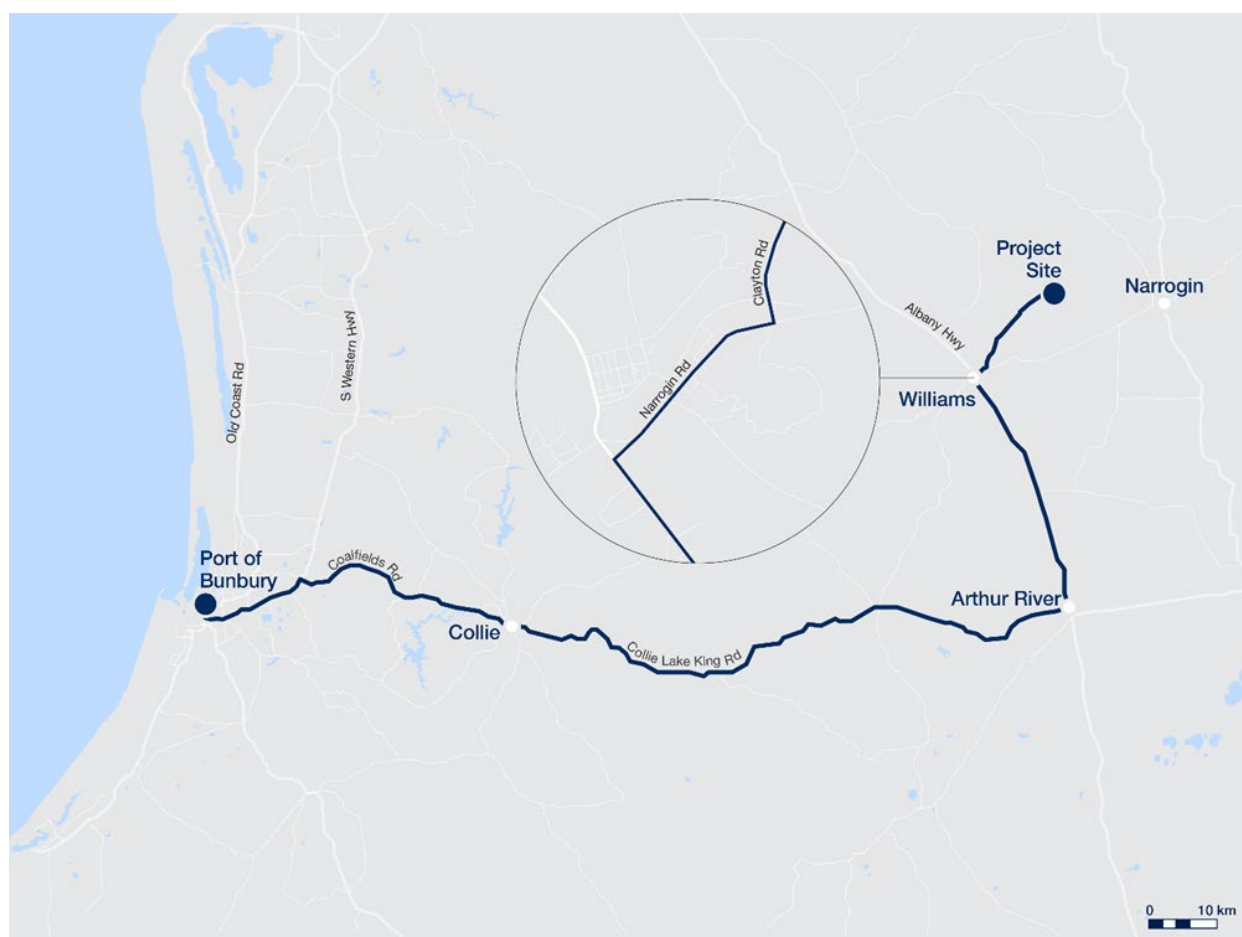 Project
Site
Narrogin
Clayton Rd
Albany Hwy
S Western Hwy
Old Coast Rd
Narrogin Rd
Williams
Port of
Bunbury
Coalfields Rd
Arthur River
Collie
Collie Lake King Rd
0 10 km